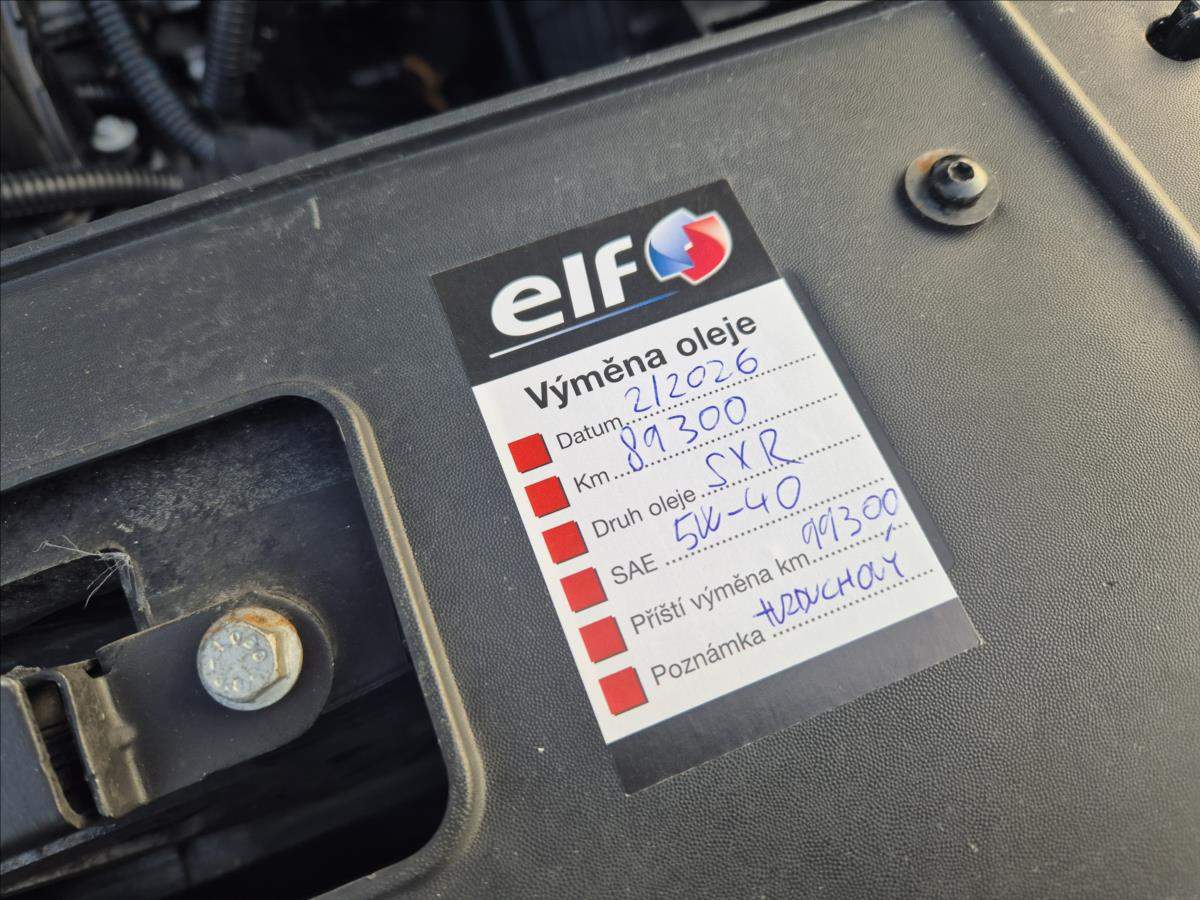 elf
Výměna oleje
Datum 2/2026
Km 89300
Druh oleje SXR
SAE 5W-40
Příští výměna km 99300
Poznámka +VZDUCHOVÝ